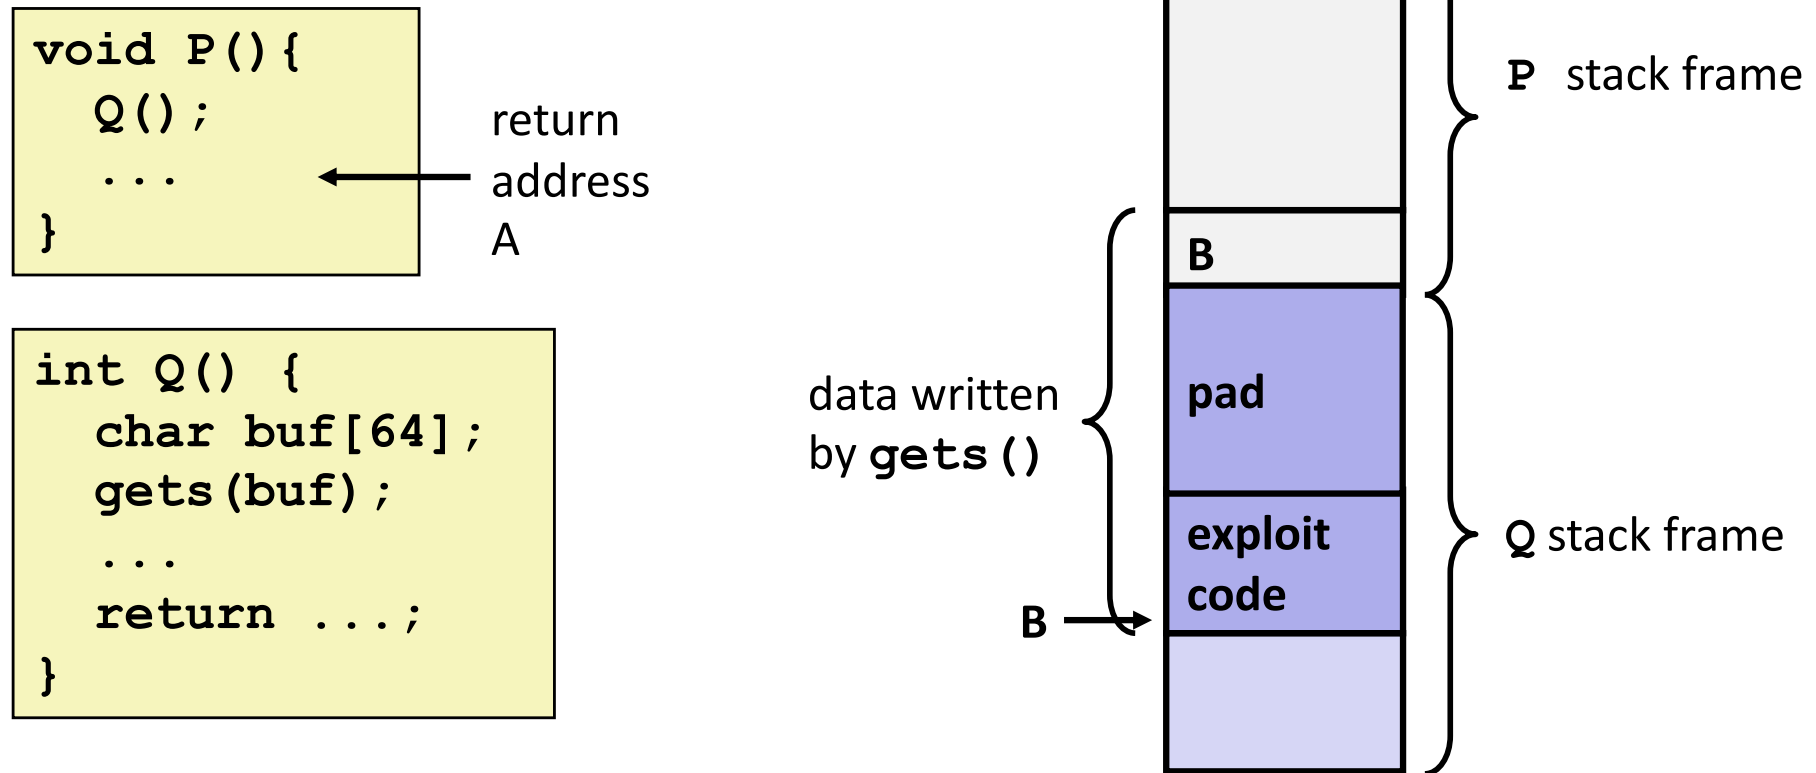 void P(){
  Q();
  ...
}
return
address
A
int Q() {
  char buf[64];
  gets(buf);
  ...
  return ...;
}
data written
by gets()
B
B
pad
exploit
code
P stack frame
Q stack frame